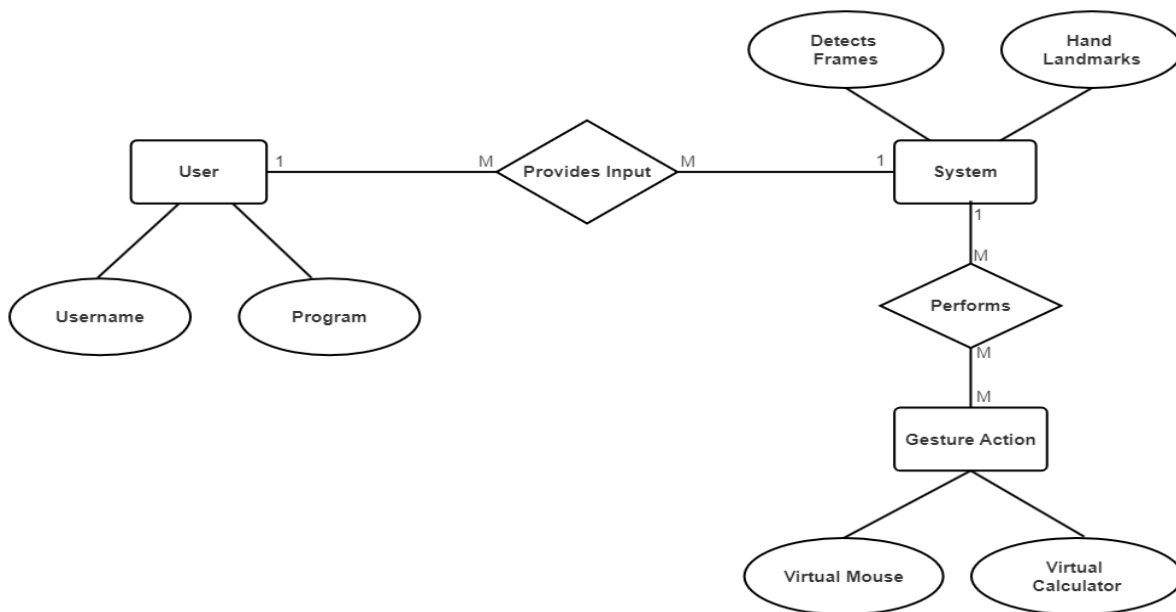 Detects
Frames
Hand
Landmarks
User
1
M
Provides Input
M
1
System
1
M
Username
Program
Performs
M
M
Gesture Action
Virtual Mouse
Virtual
Calculator